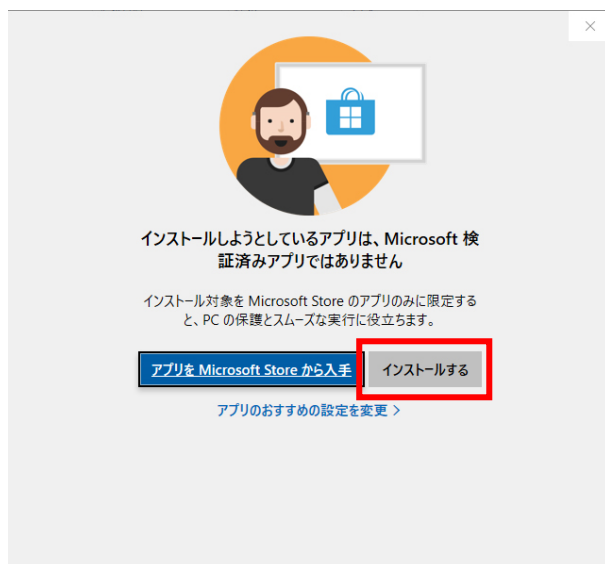 インストールしようとしているアプリは、Microsoft 検
証済みアプリではありません
インストール対象を Microsoft Store のアプリのみに限定する
と、PC の保護とスムーズな実行に役立ちます。
アプリを Microsoft Store から入手
インストールする
アプリのおすすめの設定を変更 >